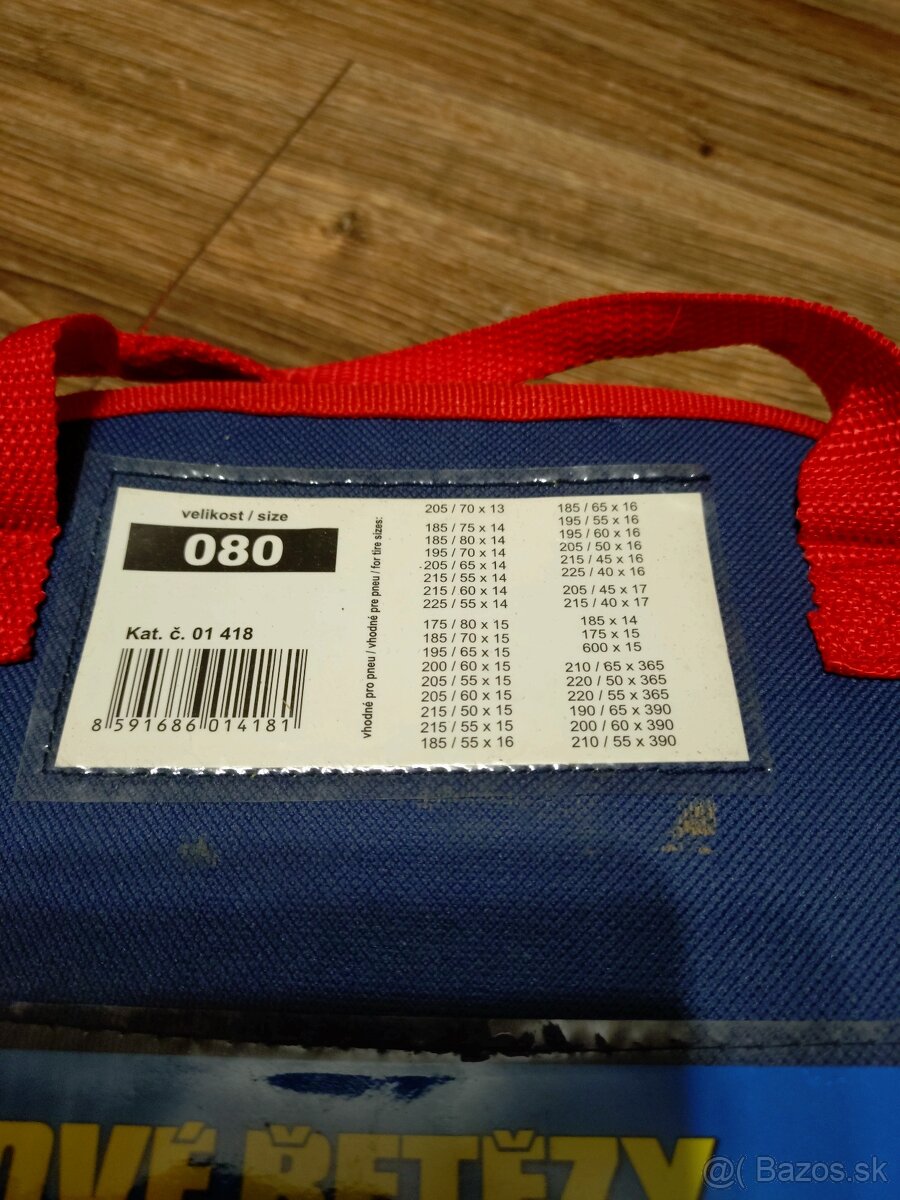 velikost / size
080
Kat. č. 01 418
8 591686 014181
vhodné pro pneu / vhodné pre pneu / for tire sizes:
205 / 70 x 13
185 / 75 x 14
185 / 80 x 14
195 / 70 x 14
205 / 65 x 14
215 / 55 x 14
215 / 60 x 14
225 / 55 x 14
175 / 80 x 15
185 / 70 x 15
195 / 65 x 15
200 / 60 x 15
205 / 55 x 15
205 / 60 x 15
215 / 50 x 15
215 / 55 x 15
185 / 55 x 16
185 / 65 x 16
195 / 55 x 16
195 / 60 x 16
205 / 50 x 16
215 / 45 x 16
225 / 40 x 16
205 / 45 x 17
215 / 40 x 17
185 x 14
175 x 15
600 x 15
210 / 65 x 365
220 / 50 x 365
220 / 55 x 365
190 / 65 x 390
200 / 60 x 390
210 / 55 x 390
OVÉ ŘETĚZY
@( Bazos.sk